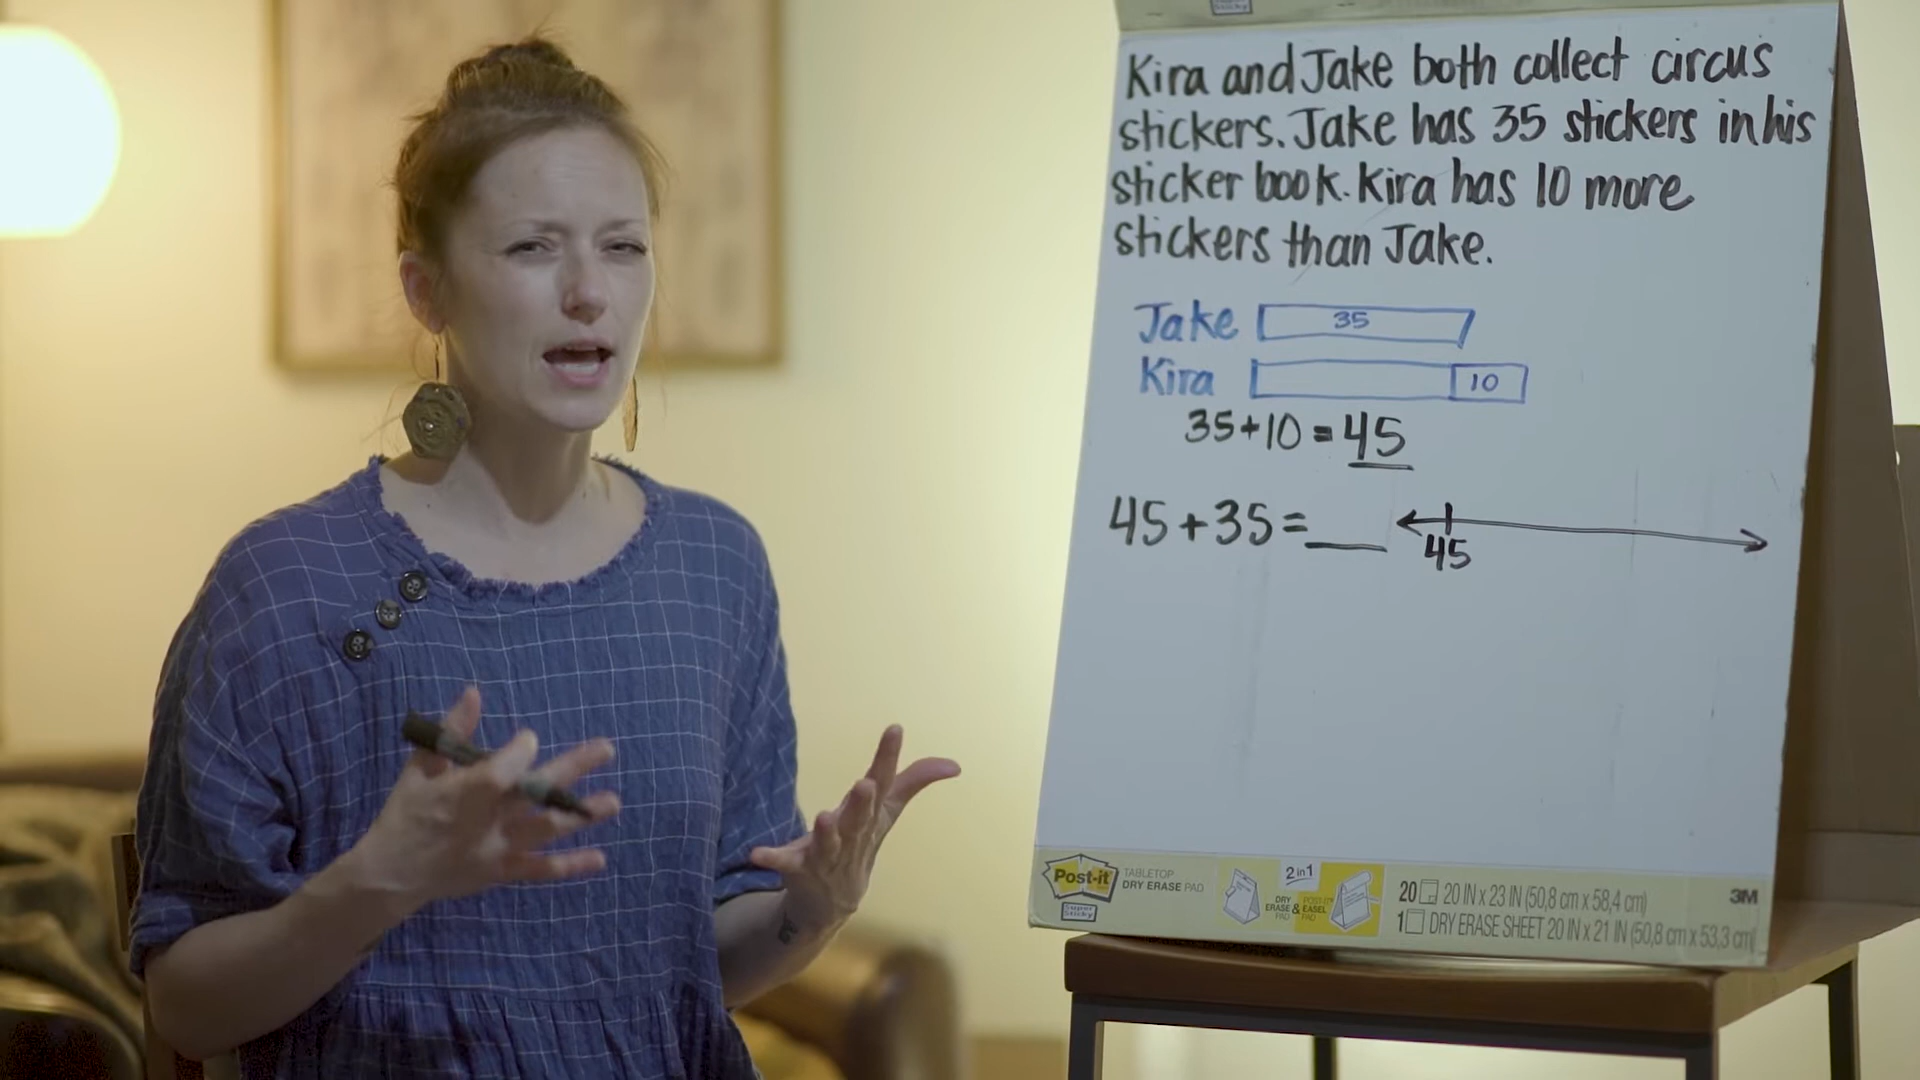 Kira and Jake both collect circus
stickers. Jake has 35 stickers in his
sticker book. Kira has 10 more
stickers than Jake.
Jake 35
Kira 10
35+10=45
45+35=___
45
Post-it
Super Sticky
TABLETOP
DRY ERASE PAD
2 in 1
DRY ERASE PAD & POST-IT EASEL PAD
20 20 IN X 23 IN (50,8 cm x 58,4 cm)
1 DRY ERASE SHEET 20 IN X 21 IN (50,8 cm x 53,3 cm)
3M